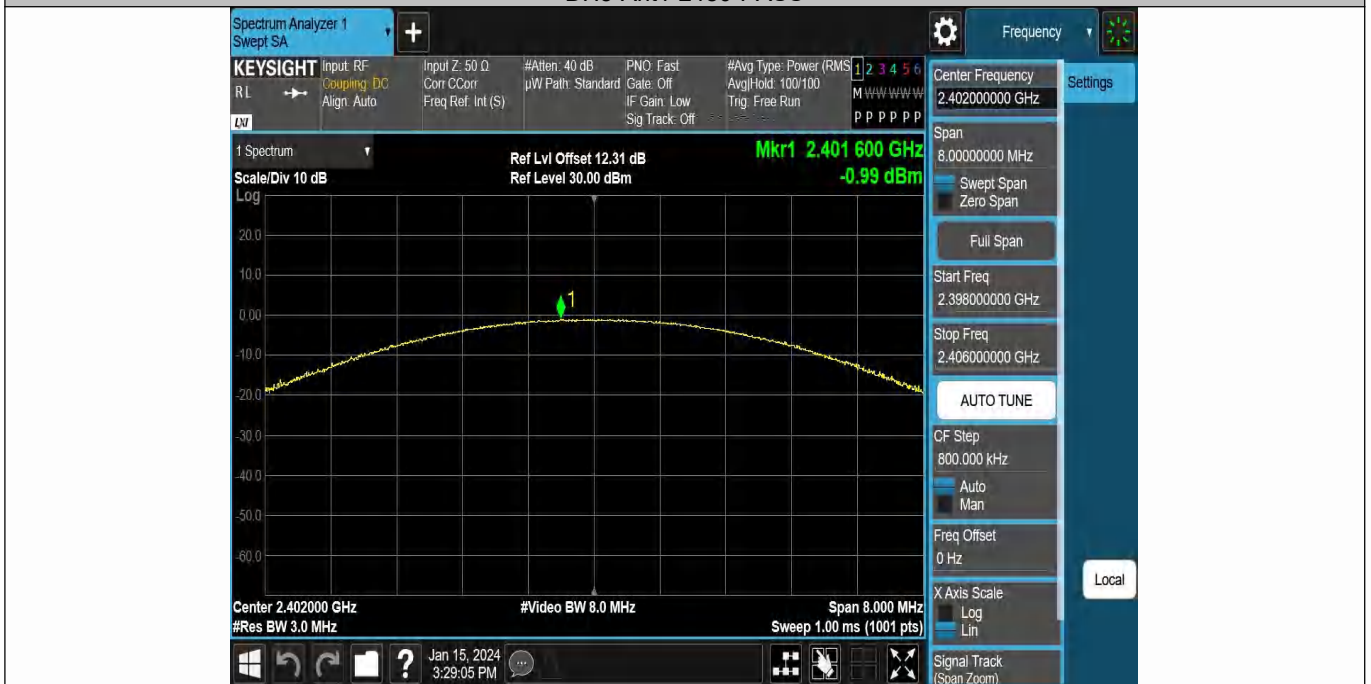 Spectrum Analyzer 1
Swept SA
Frequency
KEYSIGHT
RL
LXI
Input: RF
Coupling: DC
Align: Auto
Input Z: 50 Ω
Corr CCorr
Freq Ref: Int (S)
#Atten: 40 dB
µW Path: Standard
PNO: Fast
Gate: Off
IF Gain: Low
Sig Track: Off
#Avg Type: Power (RMS
Avg|Hold: 100/100
Trig: Free Run
1 2 3 4 5 6
M W W W W W
P P P P P P
Center Frequency
2.402000000 GHz
Settings
1 Spectrum
Scale/Div 10 dB
Ref Lvl Offset 12.31 dB
Ref Level 30.00 dBm
Mkr1 2.401 600 GHz
-0.99 dBm
Span
8.00000000 MHz
Swept Span
Zero Span
Full Span
Start Freq
2.398000000 GHz
Stop Freq
2.406000000 GHz
AUTO TUNE
CF Step
800.000 kHz
Auto
Man
Freq Offset
0 Hz
X Axis Scale
Log
Lin
Signal Track
(Span Zoom)
Local
Log
20.0
10.0
0.00
-10.0
-20.0
-30.0
-40.0
-50.0
-60.0
1
Center 2.402000 GHz
#Video BW 8.0 MHz
Span 8.000 MHz
#Res BW 3.0 MHz
Sweep 1.00 ms (1001 pts)
?
Jan 15, 2024
3:29:05 PM